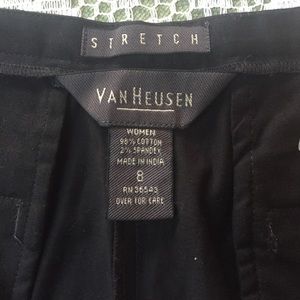 STRETCH
VAN HEUSEN
WOMEN
98% COTTON
2% SPANDEX
MADE IN INDIA
8
RN 36543
OVER FOR CARE